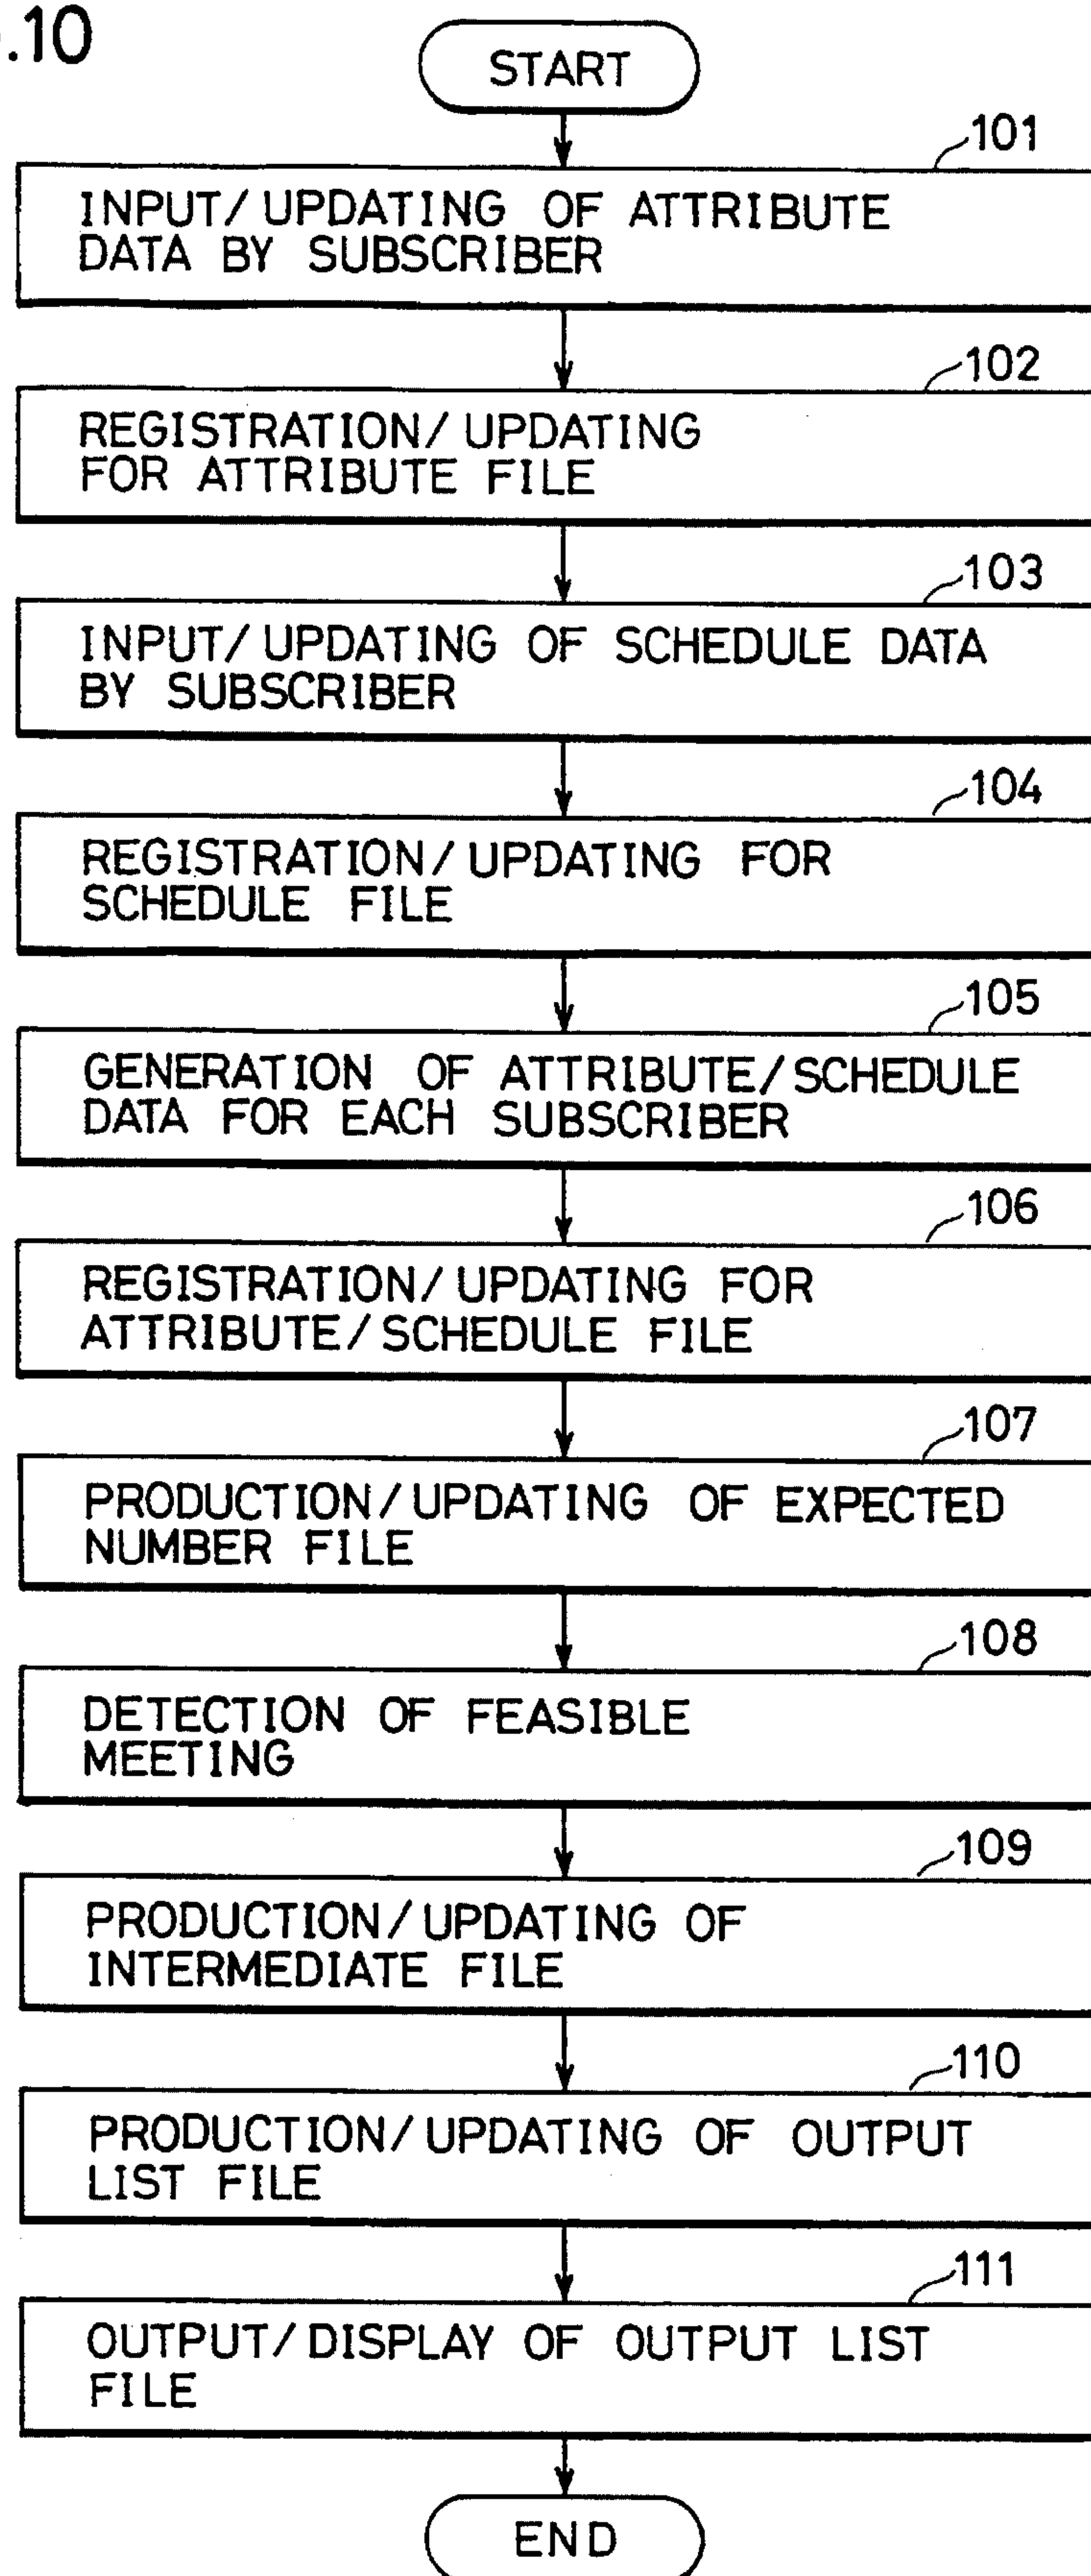 .10
START
101
INPUT/UPDATING OF ATTRIBUTE
DATA BY SUBSCRIBER
102
REGISTRATION/UPDATING
FOR ATTRIBUTE FILE
103
INPUT/UPDATING OF SCHEDULE DATA
BY SUBSCRIBER
104
REGISTRATION/UPDATING FOR
SCHEDULE FILE
105
GENERATION OF ATTRIBUTE/SCHEDULE
DATA FOR EACH SUBSCRIBER
106
REGISTRATION/UPDATING FOR
ATTRIBUTE/SCHEDULE FILE
107
PRODUCTION/UPDATING OF EXPECTED
NUMBER FILE
108
DETECTION OF FEASIBLE
MEETING
109
PRODUCTION/UPDATING OF
INTERMEDIATE FILE
110
PRODUCTION/UPDATING OF OUTPUT
LIST FILE
111
OUTPUT/DISPLAY OF OUTPUT LIST
FILE
END